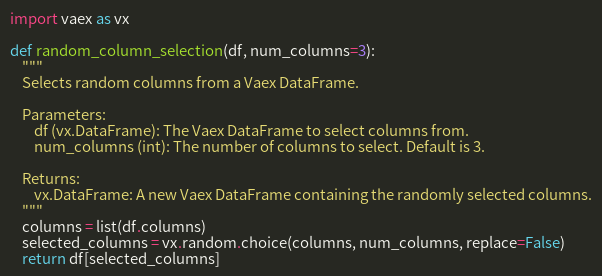 import vaex as vx

def random_column_selection(df, num_columns=3):
    """
    Selects random columns from a Vaex DataFrame.

    Parameters:
        df (vx.DataFrame): The Vaex DataFrame to select columns from.
        num_columns (int): The number of columns to select. Default is 3.

    Returns:
        vx.DataFrame: A new Vaex DataFrame containing the randomly selected columns.
    """
    columns = list(df.columns)
    selected_columns = vx.random.choice(columns, num_columns, replace=False)
    return df[selected_columns]